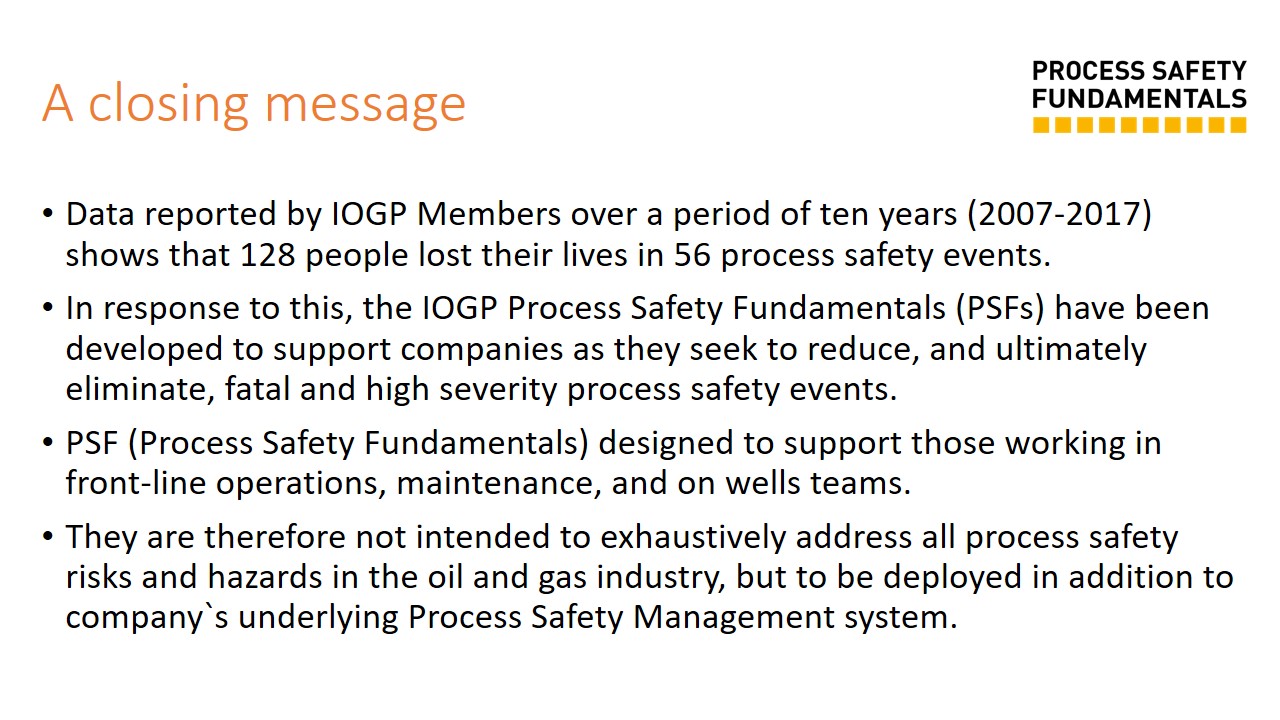 A closing message
PROCESS SAFETY
FUNDAMENTALS
• Data reported by IOGP Members over a period of ten years (2007-2017)
shows that 128 people lost their lives in 56 process safety events.
• In response to this, the IOGP Process Safety Fundamentals (PSFs) have been
developed to support companies as they seek to reduce, and ultimately
eliminate, fatal and high severity process safety events.
• PSF (Process Safety Fundamentals) designed to support those working in
front-line operations, maintenance, and on wells teams.
• They are therefore not intended to exhaustively address all process safety
risks and hazards in the oil and gas industry, but to be deployed in addition to
company`s underlying Process Safety Management system.